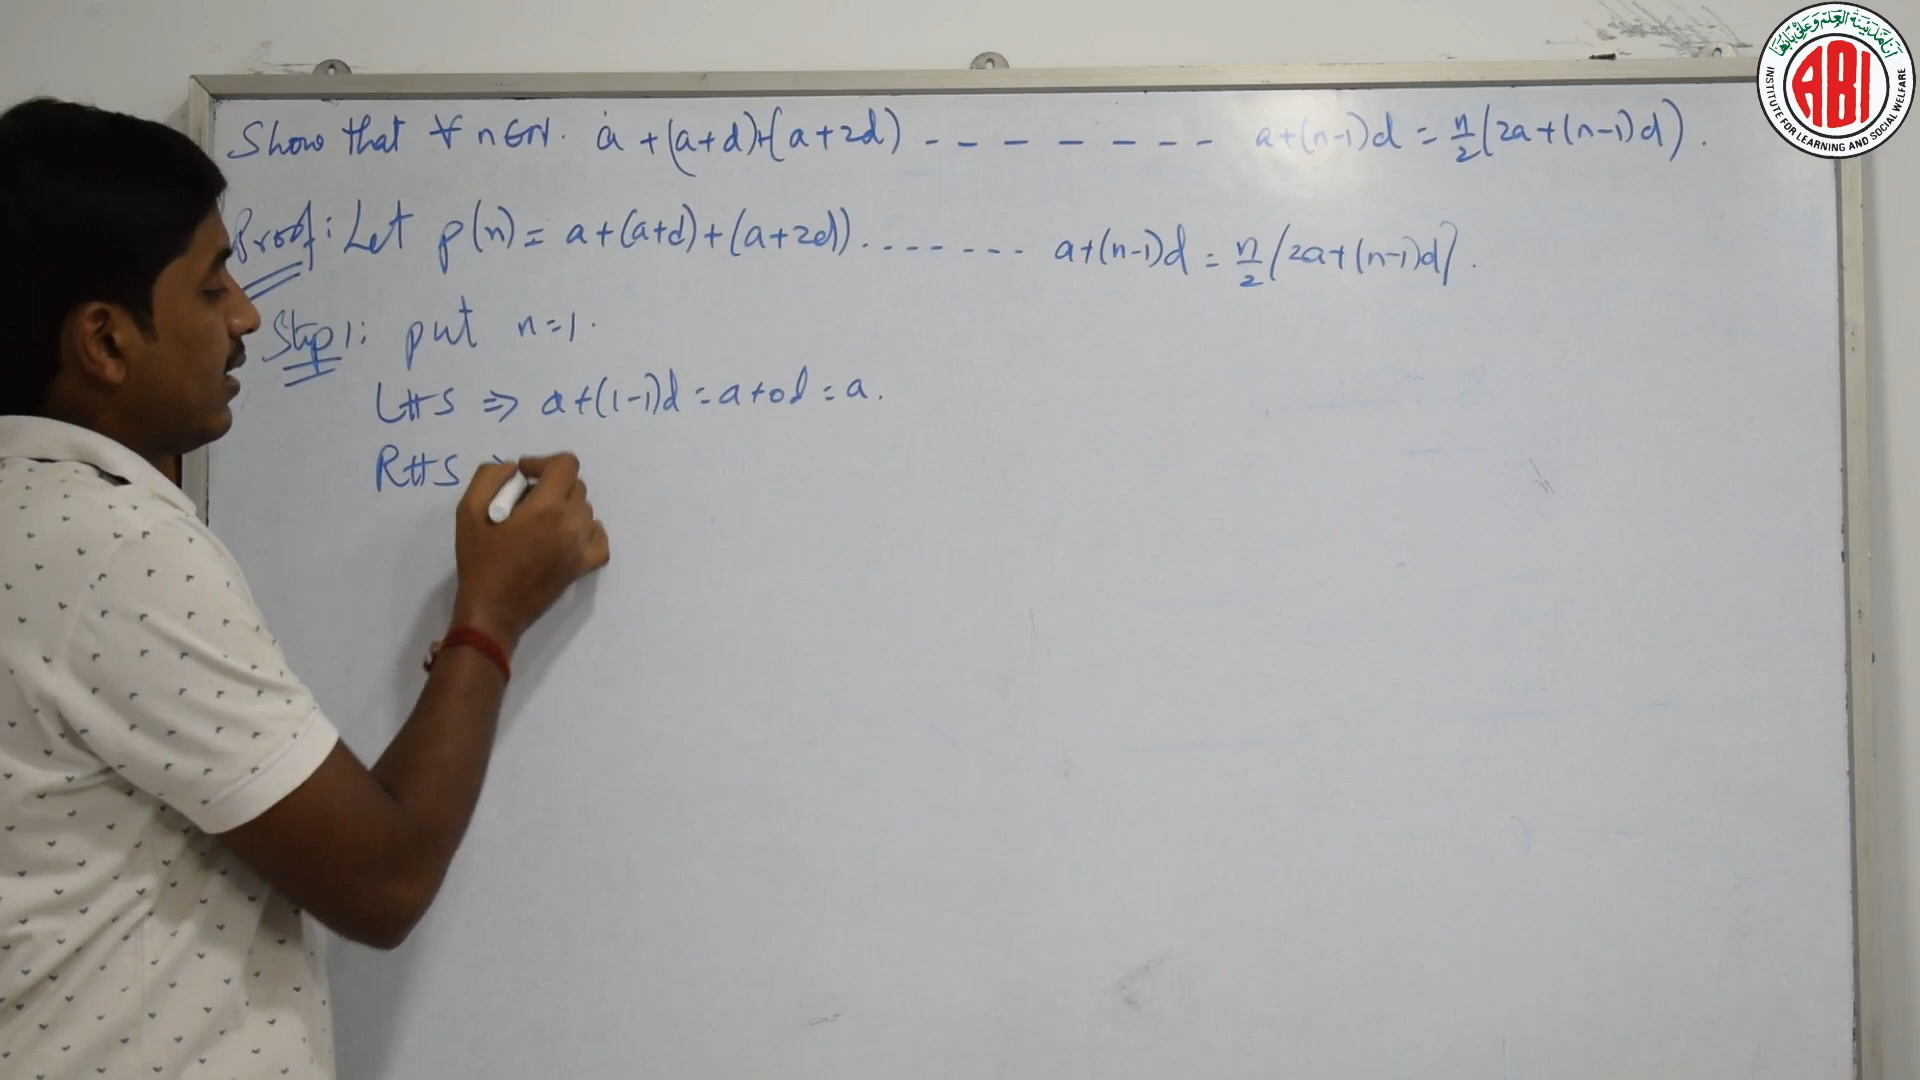 Show that ∀ n∈N. a + (a+d)+(a+2d) - - - - - - - - a+(n-1)d = n/2(2a+(n-1)d).
Proof: Let p(n) = a+(a+d)+(a+2d)) ....... a+(n-1)d = n/2(2a+(n-1)d).
Step 1: put n=1.
LHS ⇒ a+(1-1)d = a+0d = a.
RHS
ABI
INSTITUTE FOR LEARNING AND SOCIAL WELFARE